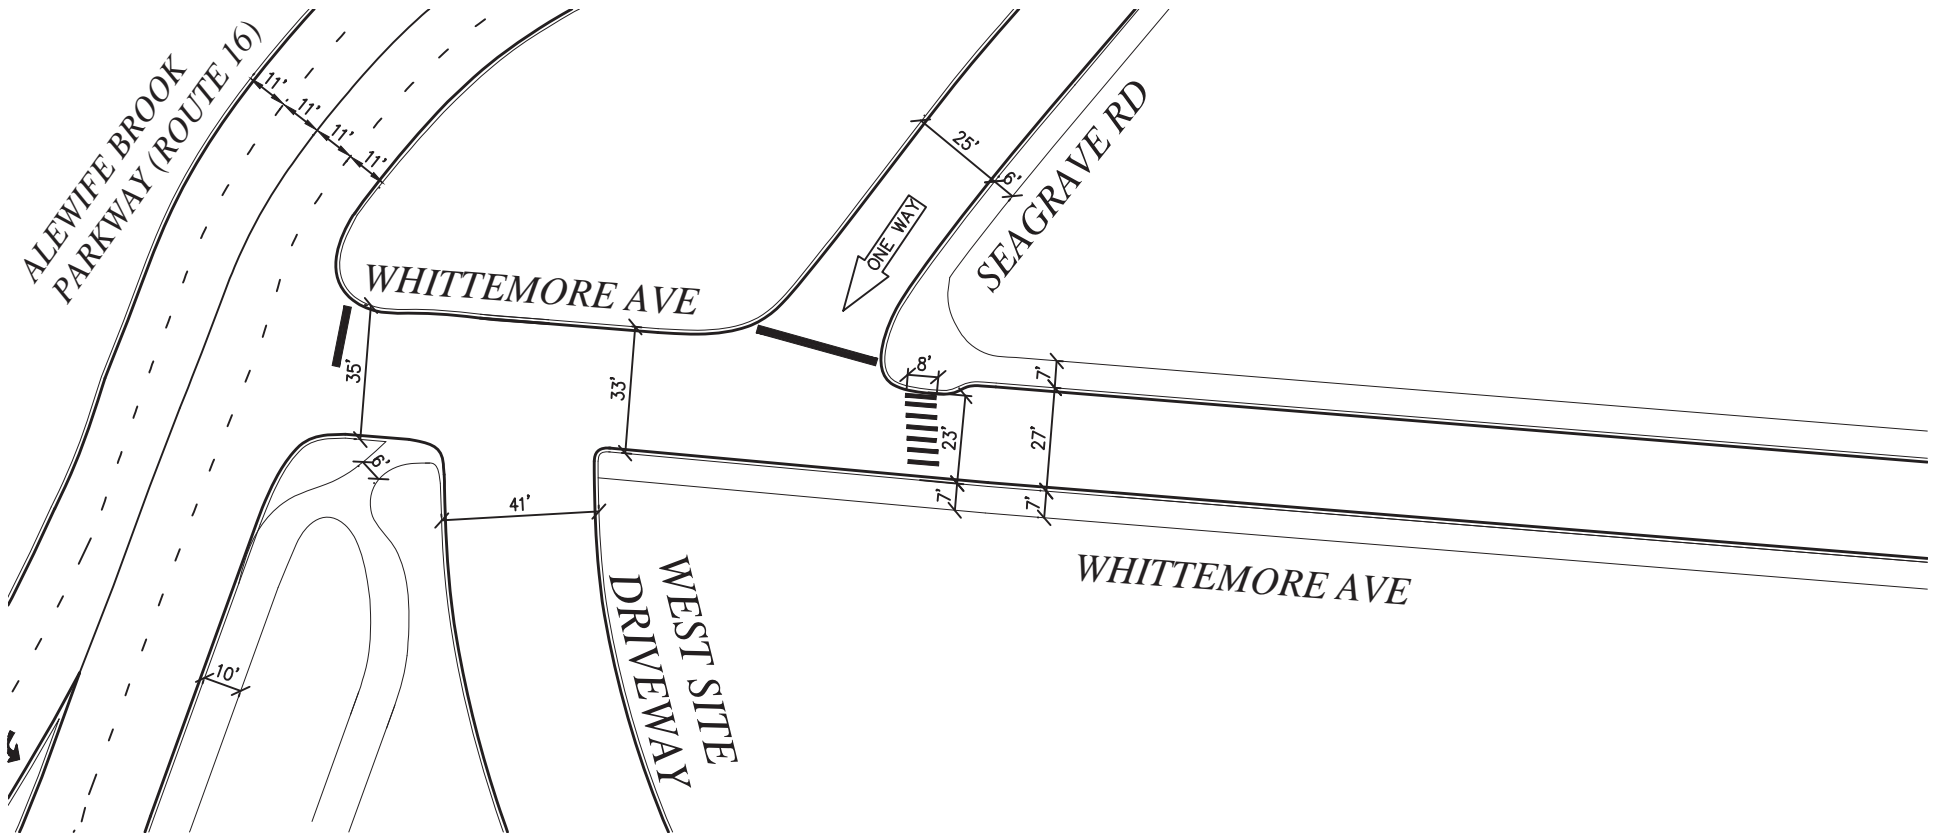 ALEWIFE BROOK
PARKWAY (ROUTE 16)
11'
11'
11'
11'
25'
6'
SEAGRAVE RD
ONE WAY
WHITTEMORE AVE
35'
33'
8'
7'
23'
27'
6'
41'
7'
7'
WHITTEMORE AVE
WEST SITE
DRIVEWAY
10'